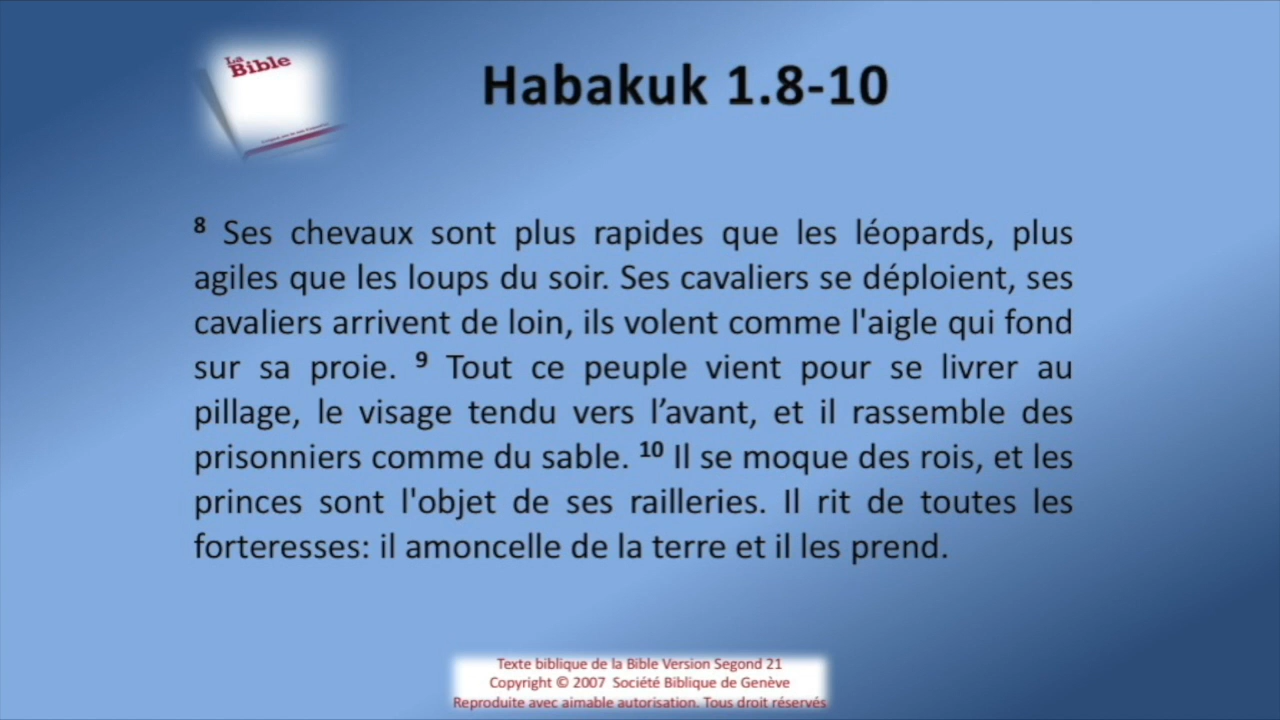 La
Bible
Habakuk 1.8-10
8 Ses chevaux sont plus rapides que les léopards, plus
agiles que les loups du soir. Ses cavaliers se déploient, ses
cavaliers arrivent de loin, ils volent comme l'aigle qui fond
sur sa proie. 9 Tout ce peuple vient pour se livrer au
pillage, le visage tendu vers l’avant, et il rassemble des
prisonniers comme du sable. 10 Il se moque des rois, et les
princes sont l'objet de ses railleries. Il rit de toutes les
forteresses: il amoncelle de la terre et il les prend.
Texte biblique de la Bible Version Segond 21
Copyright © 2007 Société Biblique de Genève
Reproduite avec aimable autorisation. Tous droit réservés